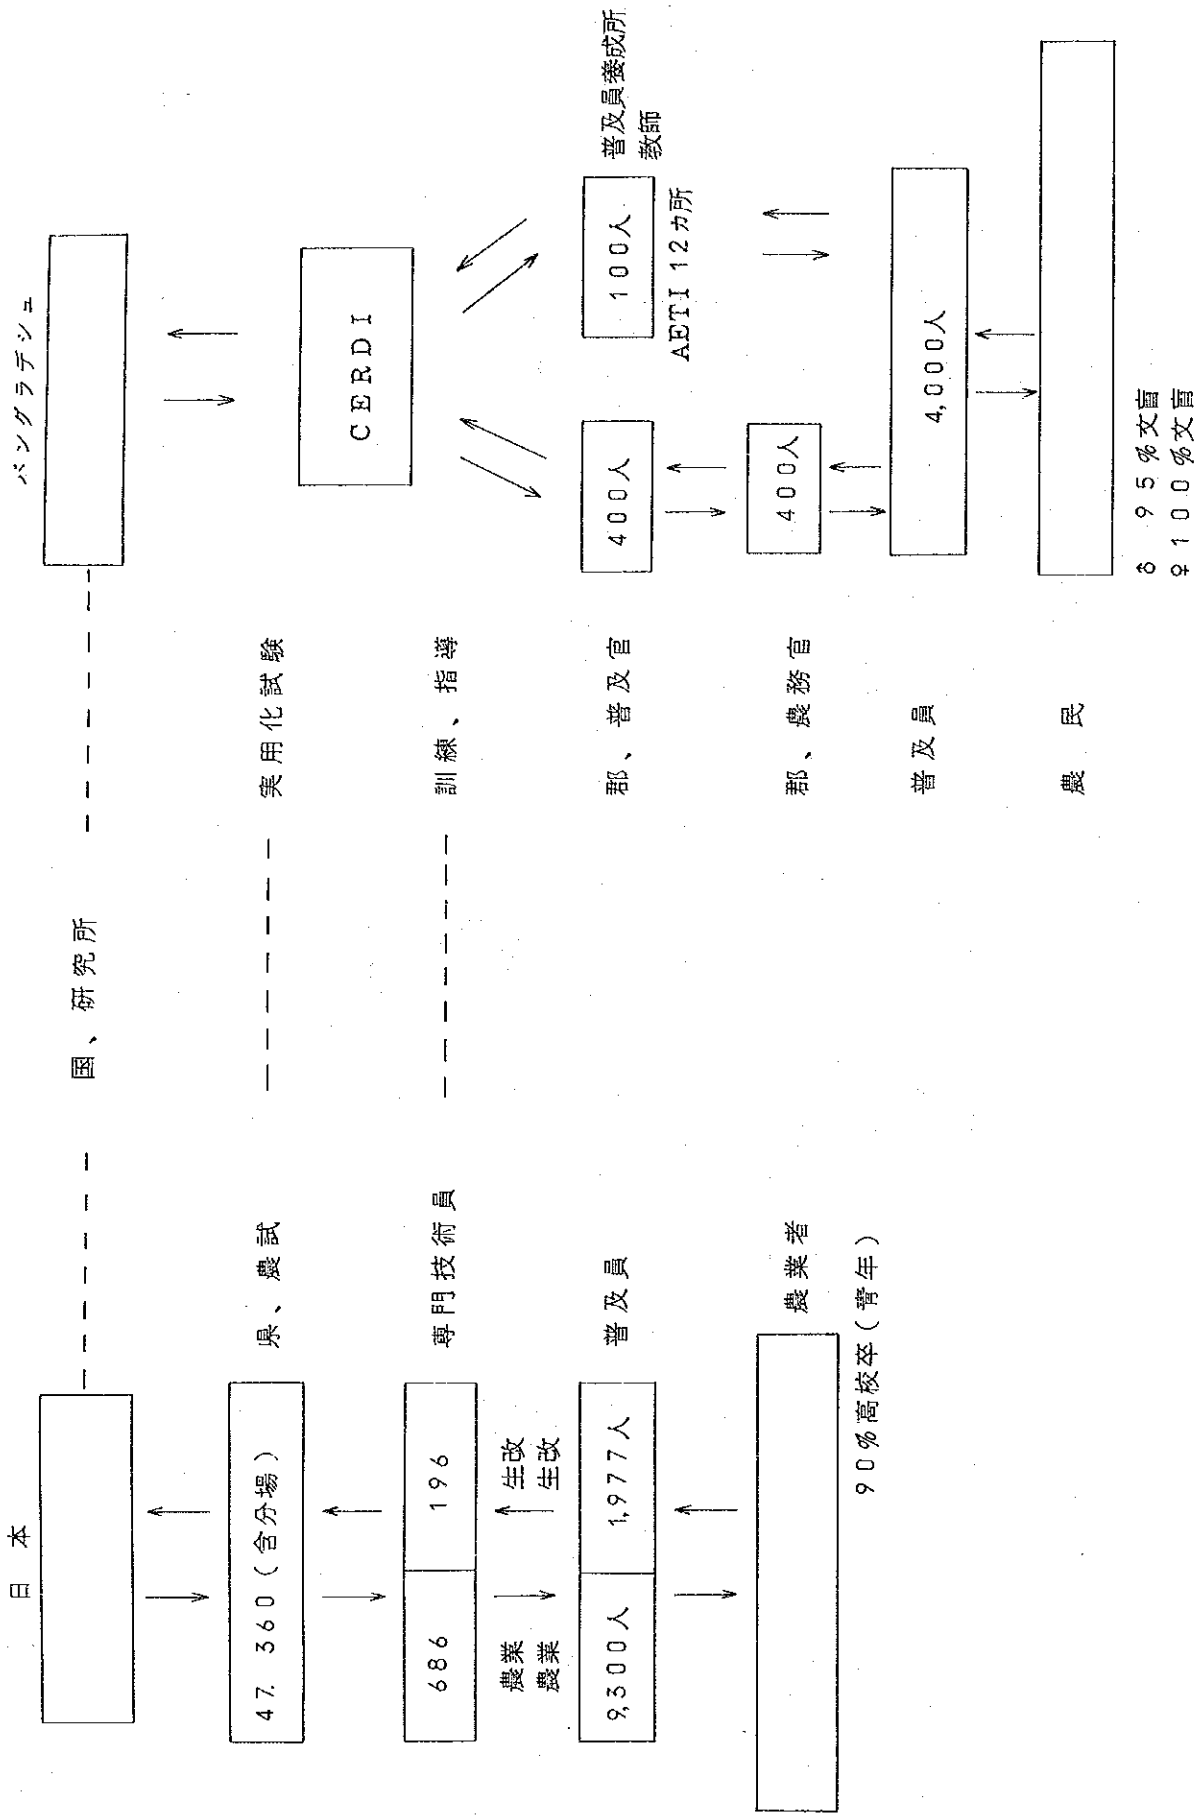 日本
バングラデシュ
国、研究所
47. 360(含分場)
県、農試
実用化試験
CERDI
686
196
専門技術員
訓練、指導
農業
生改
農業
生改
9,300人
1,977人
普及員
郡、普及官
400人
100人
普及員養成所
教師
AETI 12カ所
農業者
郡、農務官
400人
90%高校卒(青年)
普及員
4,000人
農民
♂ 95%文盲
♀ 100%文盲